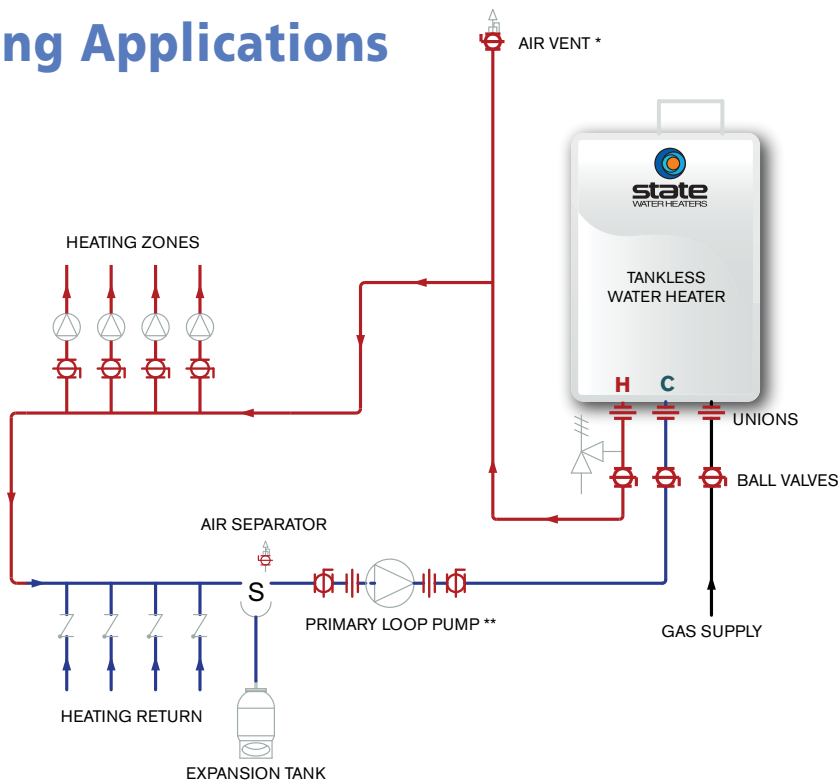 ng Applications
AIR VENT *
state
WATER HEATERS
HEATING ZONES
TANKLESS
WATER HEATER
H C
UNIONS
BALL VALVES
AIR SEPARATOR
S
PRIMARY LOOP PUMP **
GAS SUPPLY
HEATING RETURN
EXPANSION TANK